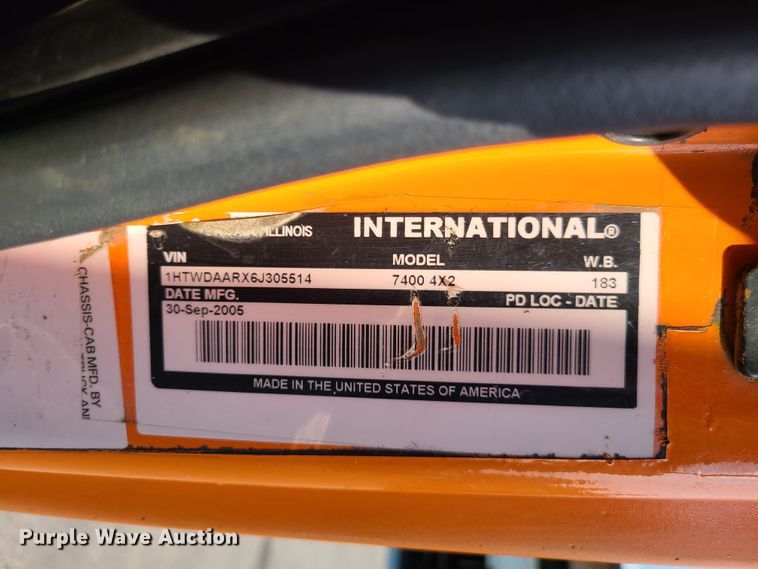 ILLINOIS
INTERNATIONAL®
VIN MODEL W.B.
1HTWDAARX6J305514 7400 4X2 183
DATE MFG. PD LOC - DATE
30-Sep-2005
MADE IN THE UNITED STATES OF AMERICA
CHASSIS-CAB MFD. BY
Purple Wave Auction